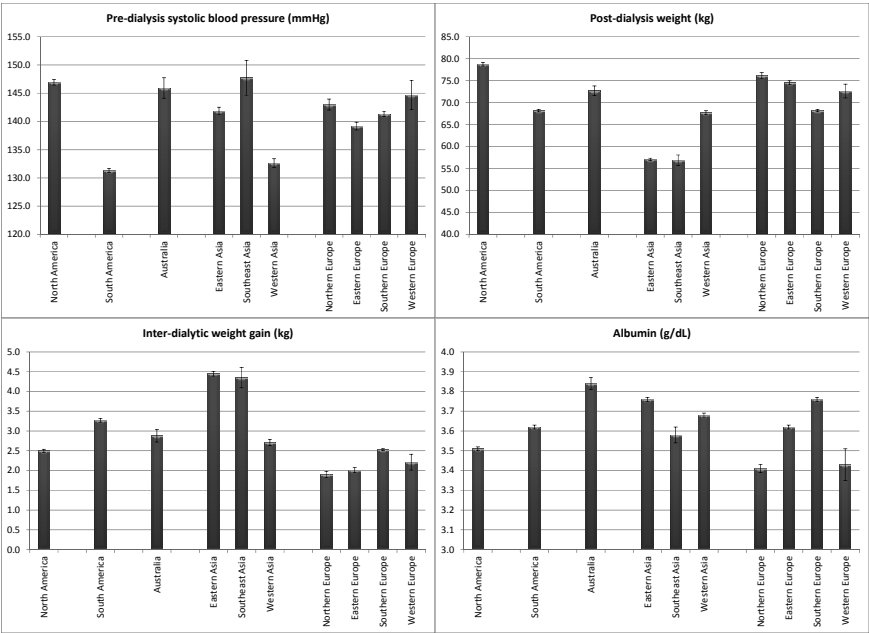 Pre-dialysis systolic blood pressure (mmHg)
155.0
150.0
145.0
140.0
135.0
130.0
125.0
120.0
North America
South America
Australia
Eastern Asia
Southeast Asia
Western Asia
Northern Europe
Eastern Europe
Southern Europe
Western Europe
Post-dialysis weight (kg)
85.0
80.0
75.0
70.0
65.0
60.0
55.0
50.0
45.0
40.0
North America
South America
Australia
Eastern Asia
Southeast Asia
Western Asia
Northern Europe
Eastern Europe
Southern Europe
Western Europe
Inter-dialytic weight gain (kg)
5.0
4.5
4.0
3.5
3.0
2.5
2.0
1.5
1.0
0.5
0.0
North America
South America
Australia
Eastern Asia
Southeast Asia
Western Asia
Northern Europe
Eastern Europe
Southern Europe
Western Europe
Albumin (g/dL)
4.0
3.9
3.8
3.7
3.6
3.5
3.4
3.3
3.2
3.1
3.0
North America
South America
Australia
Eastern Asia
Southeast Asia
Western Asia
Northern Europe
Eastern Europe
Southern Europe
Western Europe